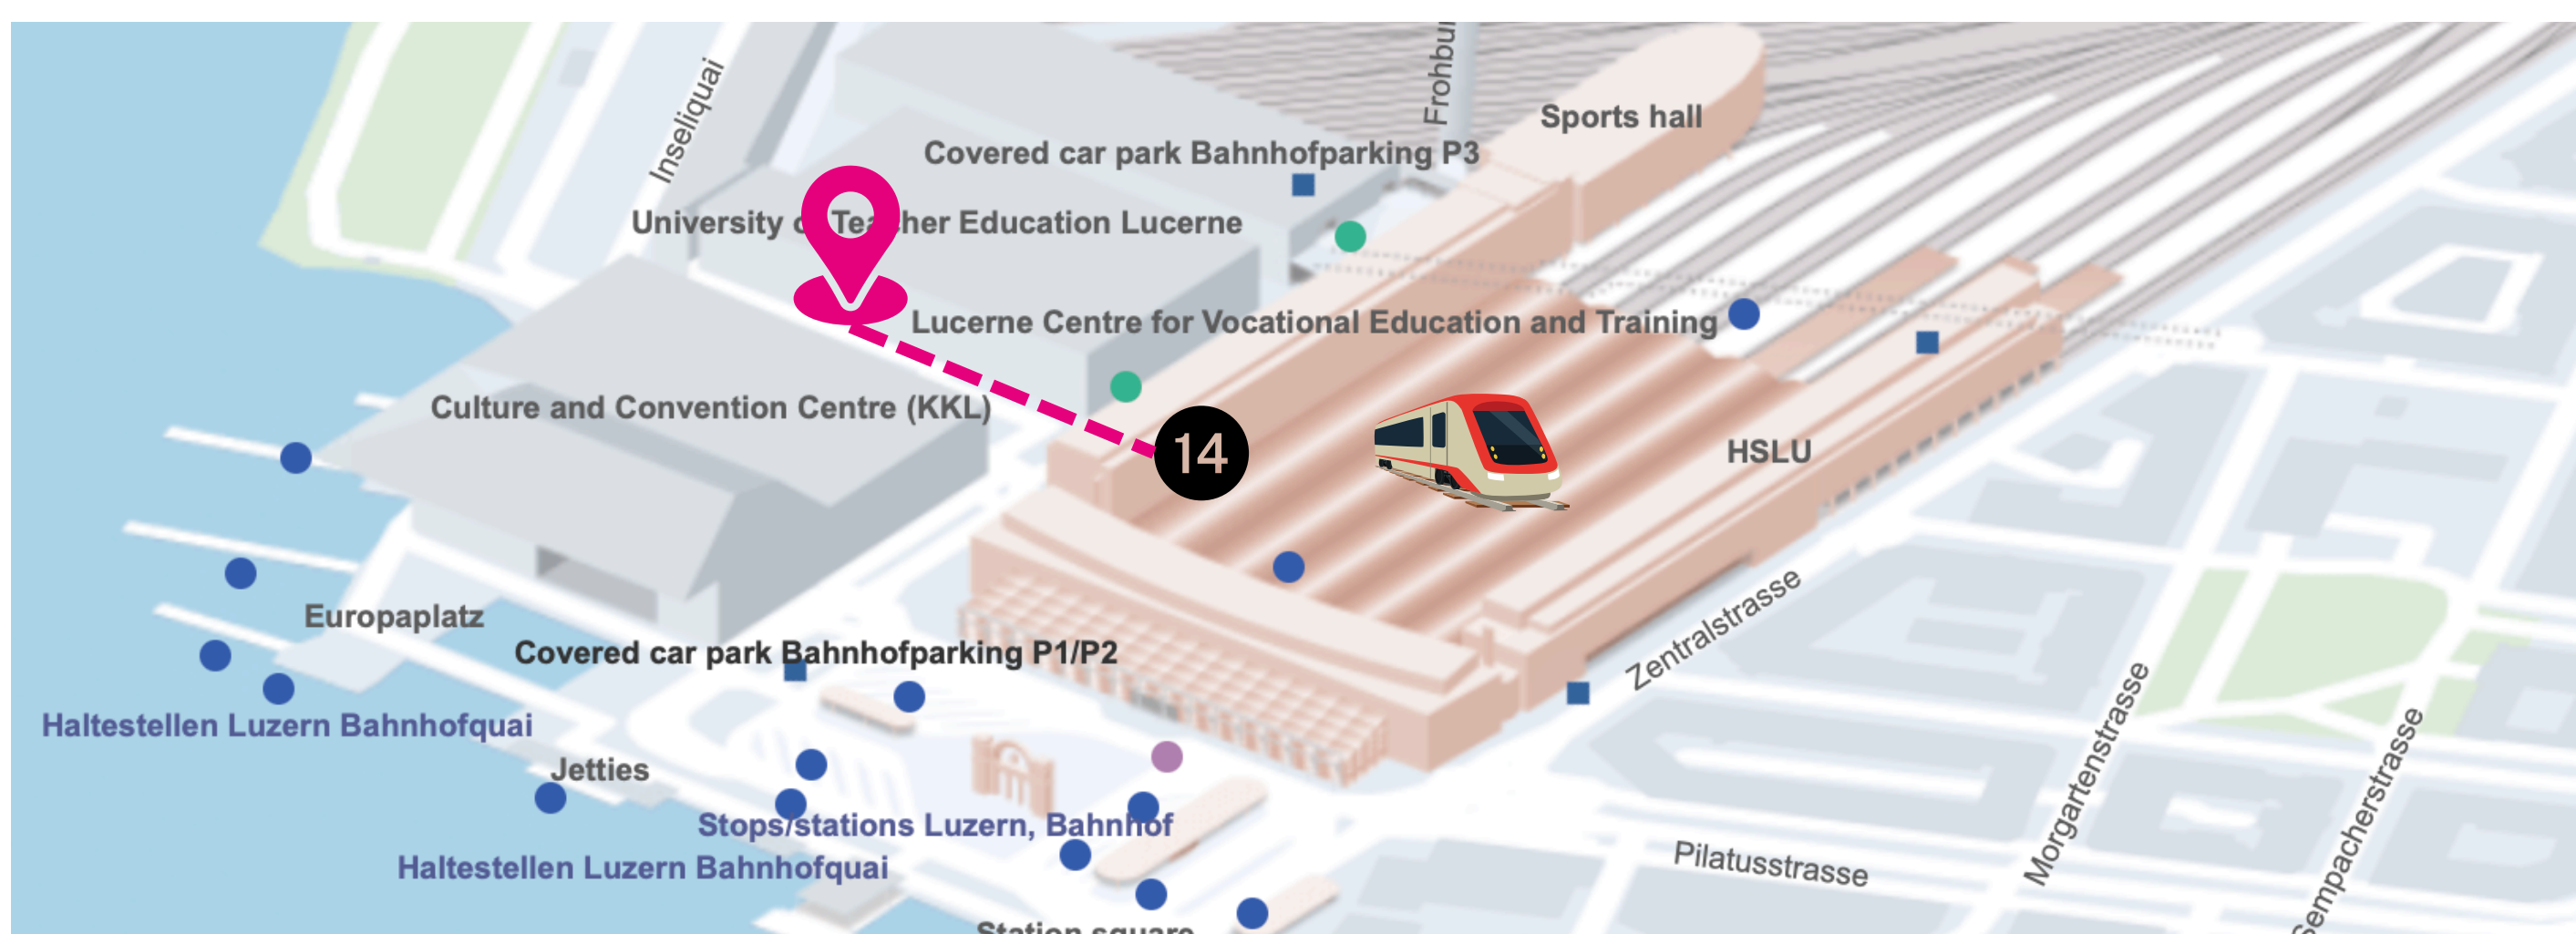 Inseliquai
Frohbur
Sports hall
Covered car park Bahnhofparking P3
University of Teacher Education Lucerne
Lucerne Centre for Vocational Education and Training
Culture and Convention Centre (KKL)
14
HSLU
Europaplatz
Zentralstrasse
Covered car park Bahnhofparking P1/P2
Haltestellen Luzern Bahnhofquai
Jetties
Stops/stations Luzern, Bahnhof
Haltestellen Luzern Bahnhofquai
Pilatusstrasse
Morgartenstrasse
Sempacherstrasse
Station square